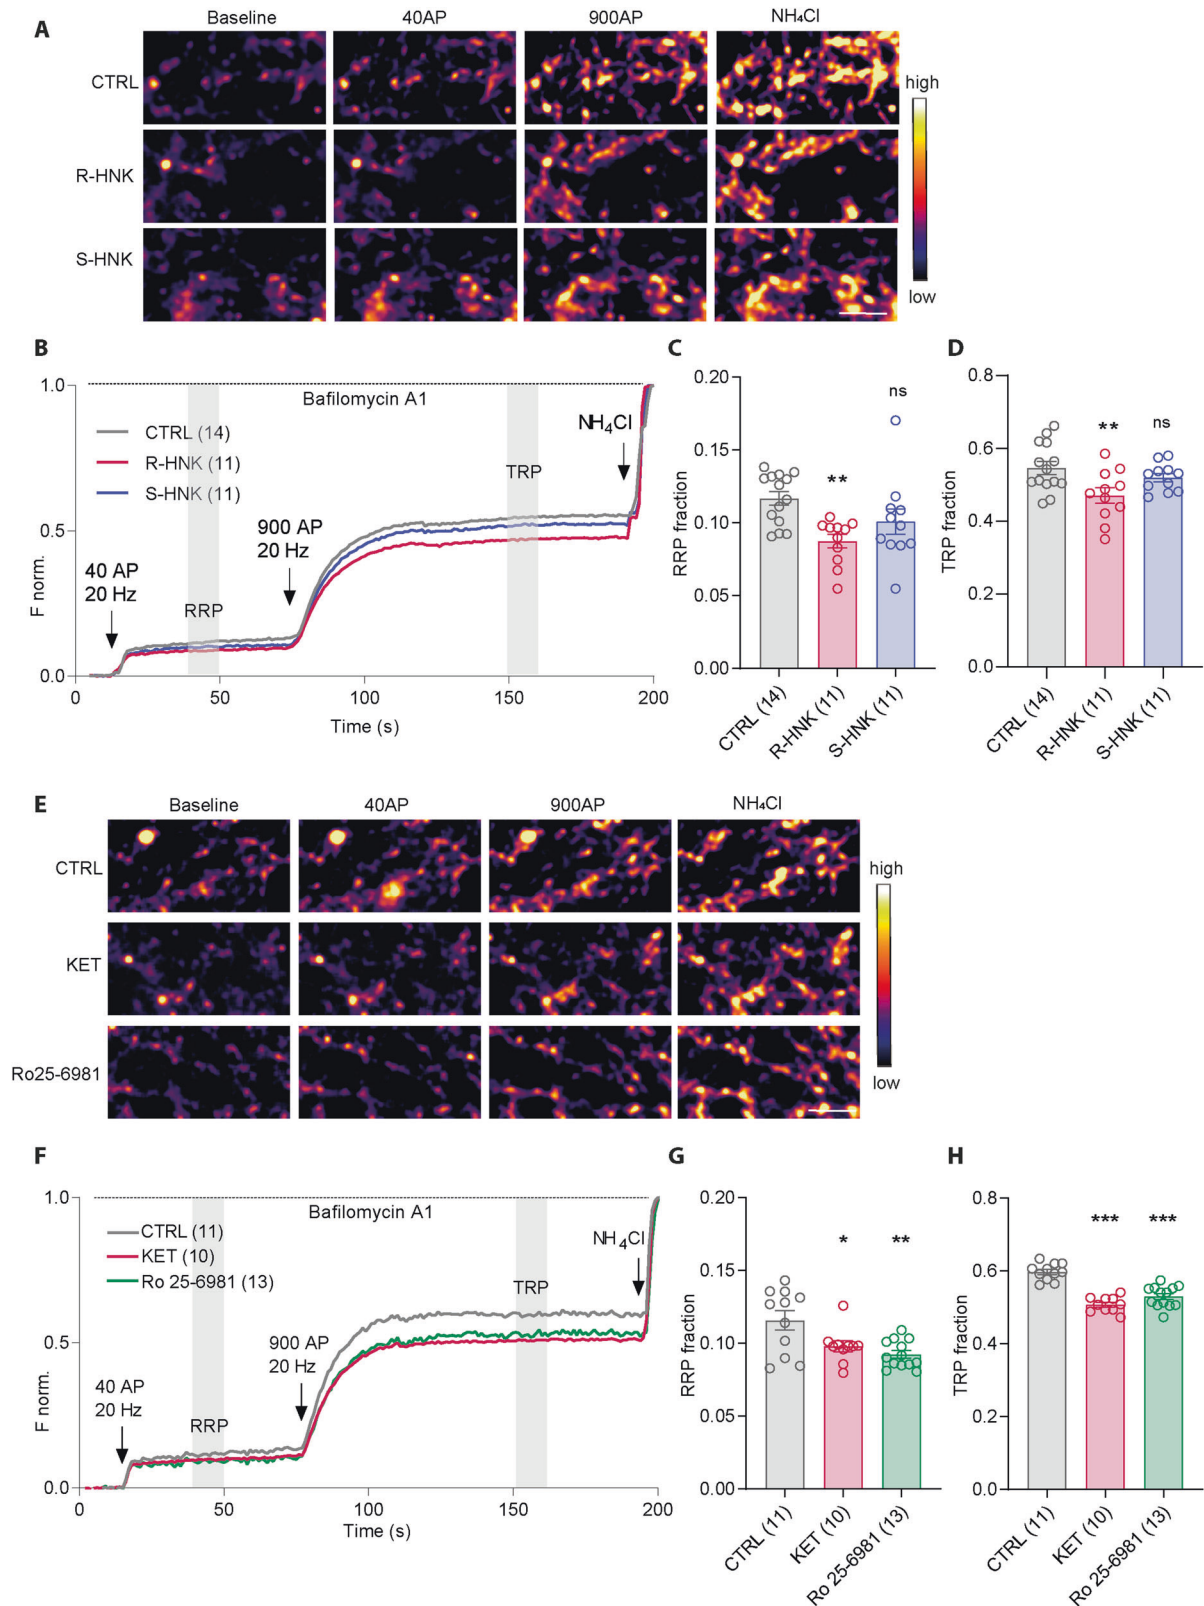 A
Baseline 40AP 900AP NH₄Cl
CTRL
R-HNK
S-HNK
high
low
B
Bafilomycin A1
CTRL (14)
R-HNK (11)
S-HNK (11)
40 AP
20 Hz
RRP
900 AP
20 Hz
TRP
NH₄Cl
F norm.
1.0
0.5
0.0
0 50 100 150 200
Time (s)
C
RRP fraction
0.20
0.15
0.10
0.05
0.00
**
ns
CTRL (14)
R-HNK (11)
S-HNK (11)
D
TRP fraction
0.8
0.6
0.4
0.2
0.0
**
ns
CTRL (14)
R-HNK (11)
S-HNK (11)
E
Baseline 40AP 900AP NH₄Cl
CTRL
KET
Ro25-6981
high
low
F
Bafilomycin A1
CTRL (11)
KET (10)
Ro 25-6981 (13)
40 AP
20 Hz
RRP
900 AP
20 Hz
TRP
NH₄Cl
F norm.
1.0
0.5
0.0
0 50 100 150 200
Time (s)
G
RRP fraction
0.20
0.15
0.10
0.05
0.00
*
**
CTRL (11)
KET (10)
Ro 25-6981 (13)
H
TRP fraction
0.8
0.6
0.4
0.2
0.0
***
***
CTRL (11)
KET (10)
Ro 25-6981 (13)